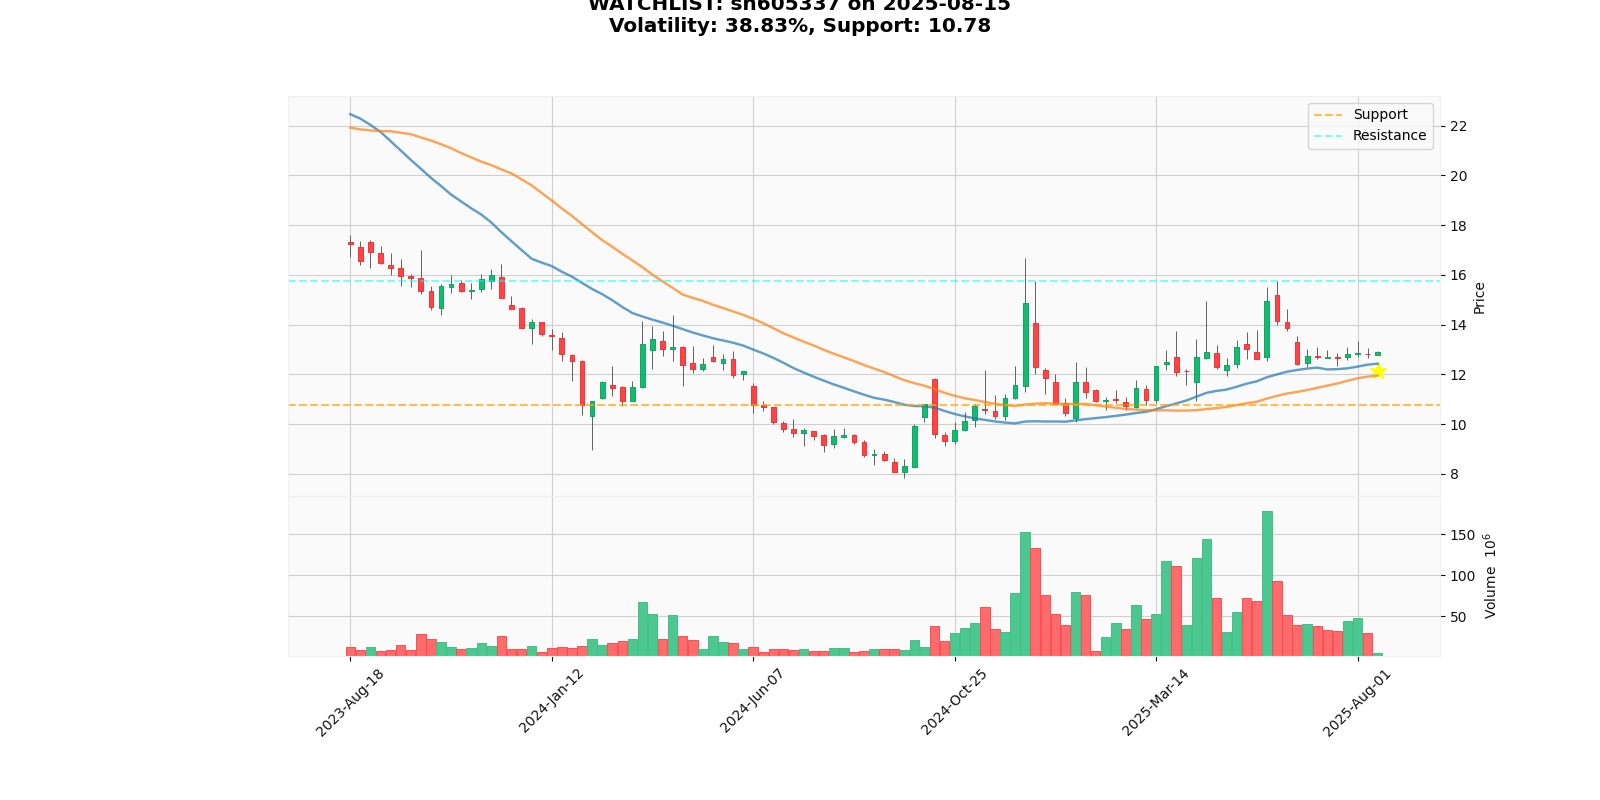 WATCHLIST: sh605337 on 2025-08-15
Volatility: 38.83%, Support: 10.78
Support
Resistance
22
20
18
16
14
12
10
8
Price
150
100
50
Volume 10^6
2023-Aug-18
2024-Jan-12
2024-Jun-07
2024-Oct-25
2025-Mar-14
2025-Aug-01